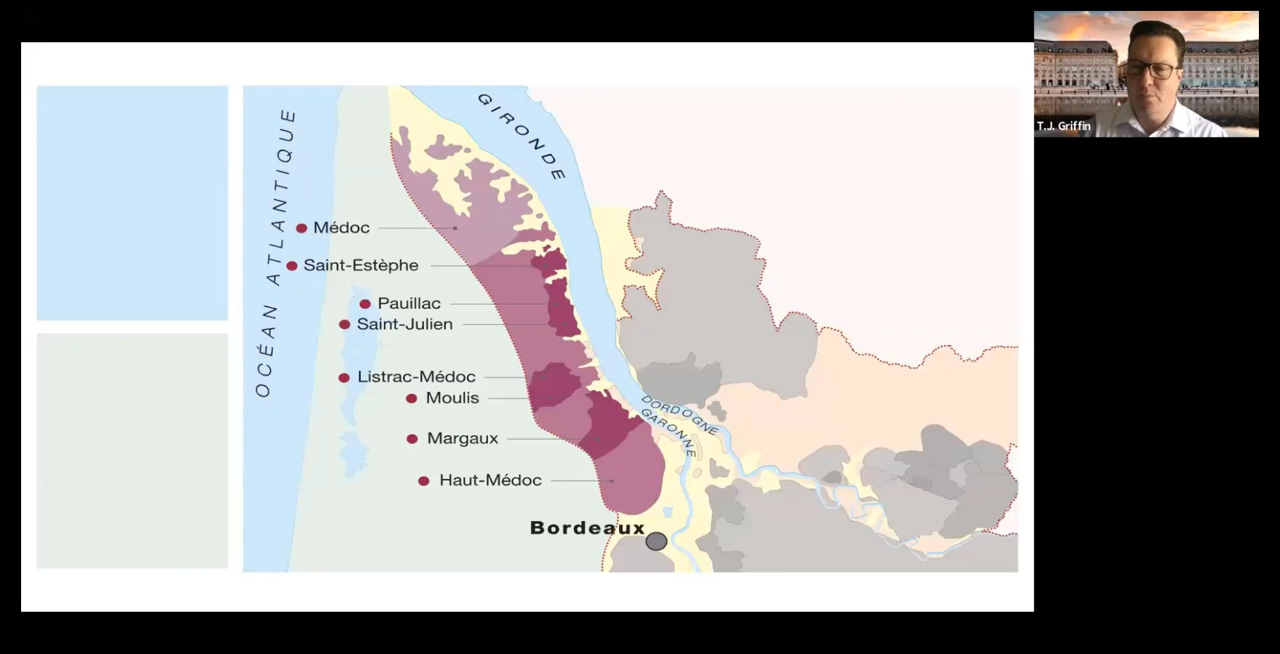 GIRONDE
OCÉAN ATLANTIQUE
Médoc
Saint-Estèphe
Pauillac
Saint-Julien
Listrac-Médoc
Moulis
Margaux
Haut-Médoc
DORDOGNE
GARONNE
Bordeaux
T.J. Griffin